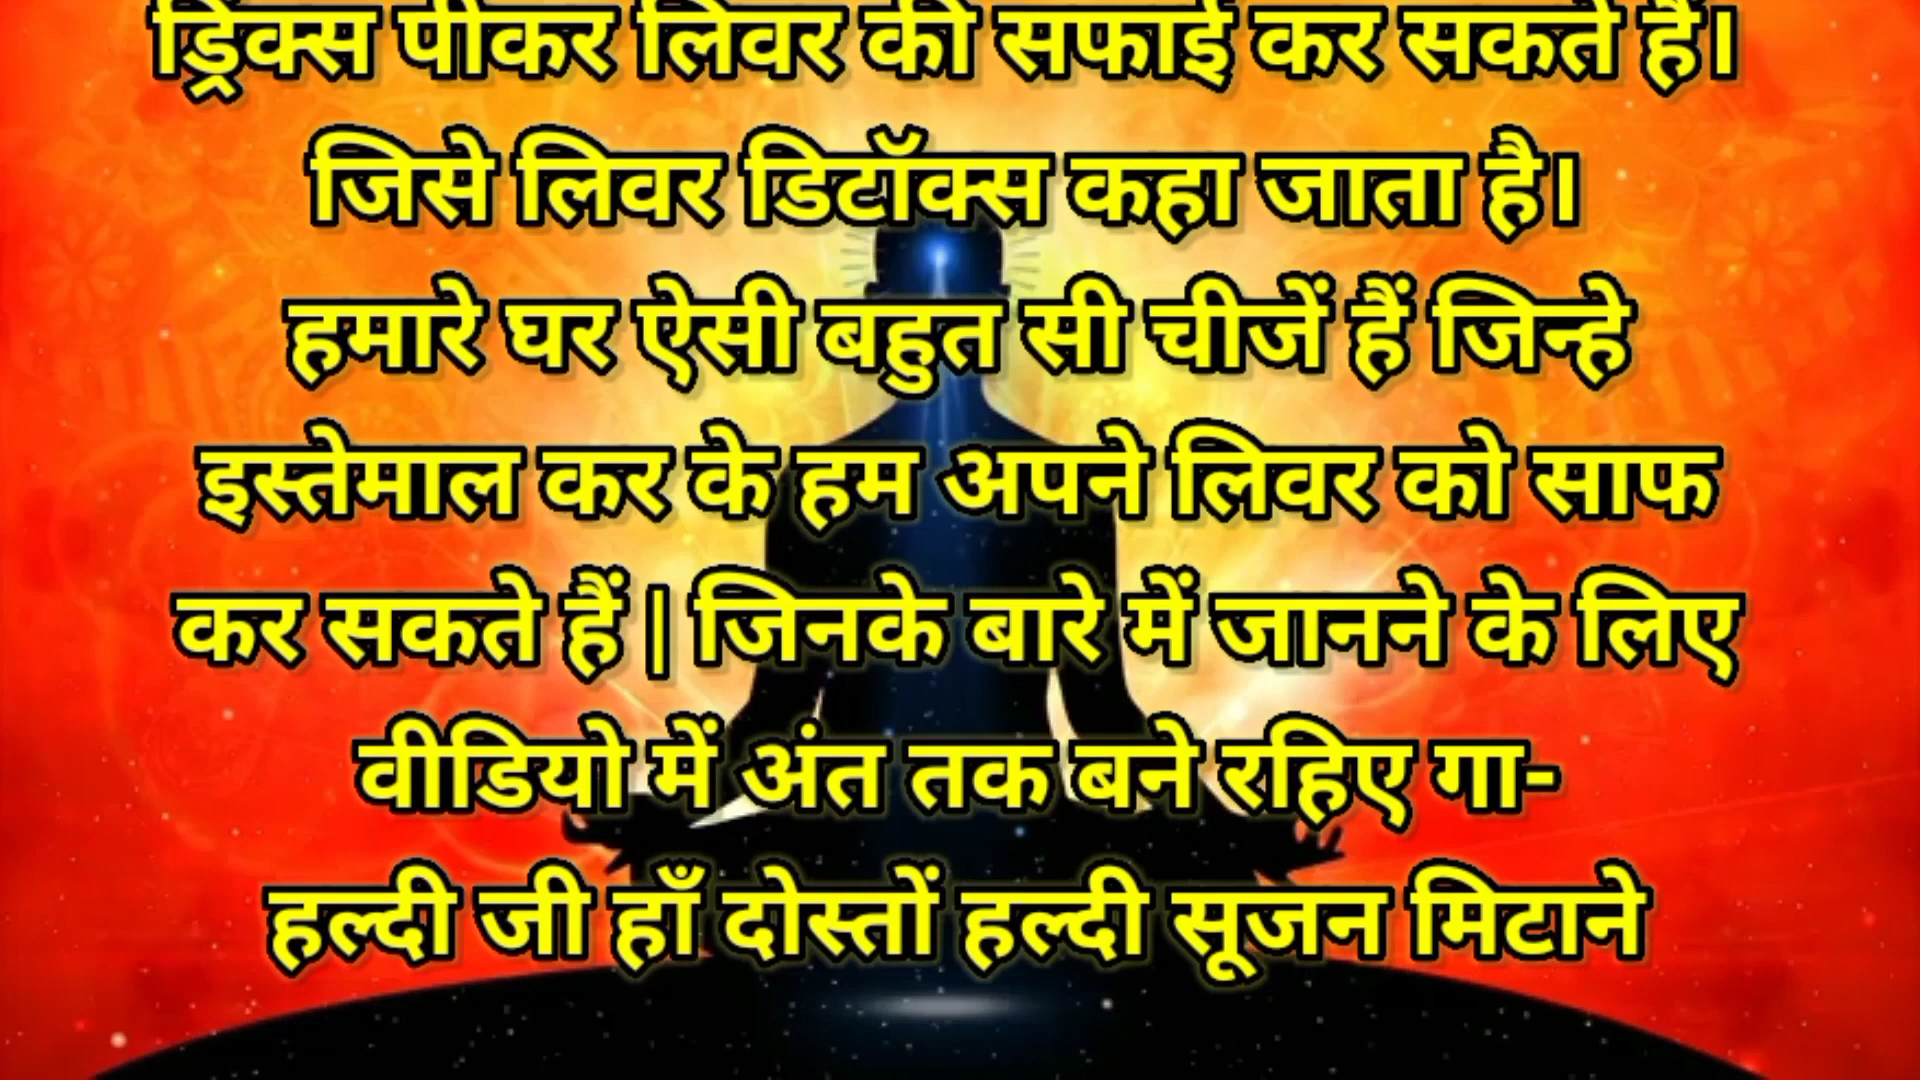 ड्रिंक्स पीकर लिवर की सफाई कर सकते हैं।
जिसे लिवर डिटॉक्स कहा जाता है।
हमारे घर ऐसी बहुत सी चीजें हैं जिन्हे
इस्तेमाल कर के हम अपने लिवर को साफ
कर सकते हैं | जिनके बारे में जानने के लिए
वीडियो में अंत तक बने रहिए गा-
हल्दी जी हाँ दोस्तों हल्दी सूजन मिटाने